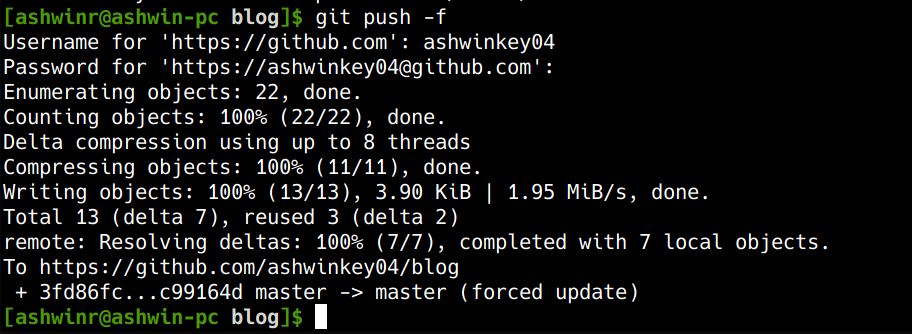 [ashwinr@ashwin-pc blog]$ git push -f
Username for 'https://github.com': ashwinkey04
Password for 'https://ashwinkey04@github.com':
Enumerating objects: 22, done.
Counting objects: 100% (22/22), done.
Delta compression using up to 8 threads
Compressing objects: 100% (11/11), done.
Writing objects: 100% (13/13), 3.90 KiB | 1.95 MiB/s, done.
Total 13 (delta 7), reused 3 (delta 2)
remote: Resolving deltas: 100% (7/7), completed with 7 local objects.
To https://github.com/ashwinkey04/blog
 + 3fd86fc...c99164d master -> master (forced update)
[ashwinr@ashwin-pc blog]$